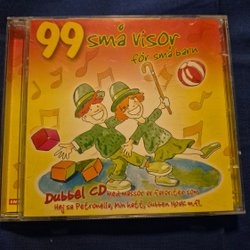 99 små visor
för små barn
Dubbel CD med massor av favoriter som
Hej sa Petronella, Min hatt, Gubben Noak m.fl.